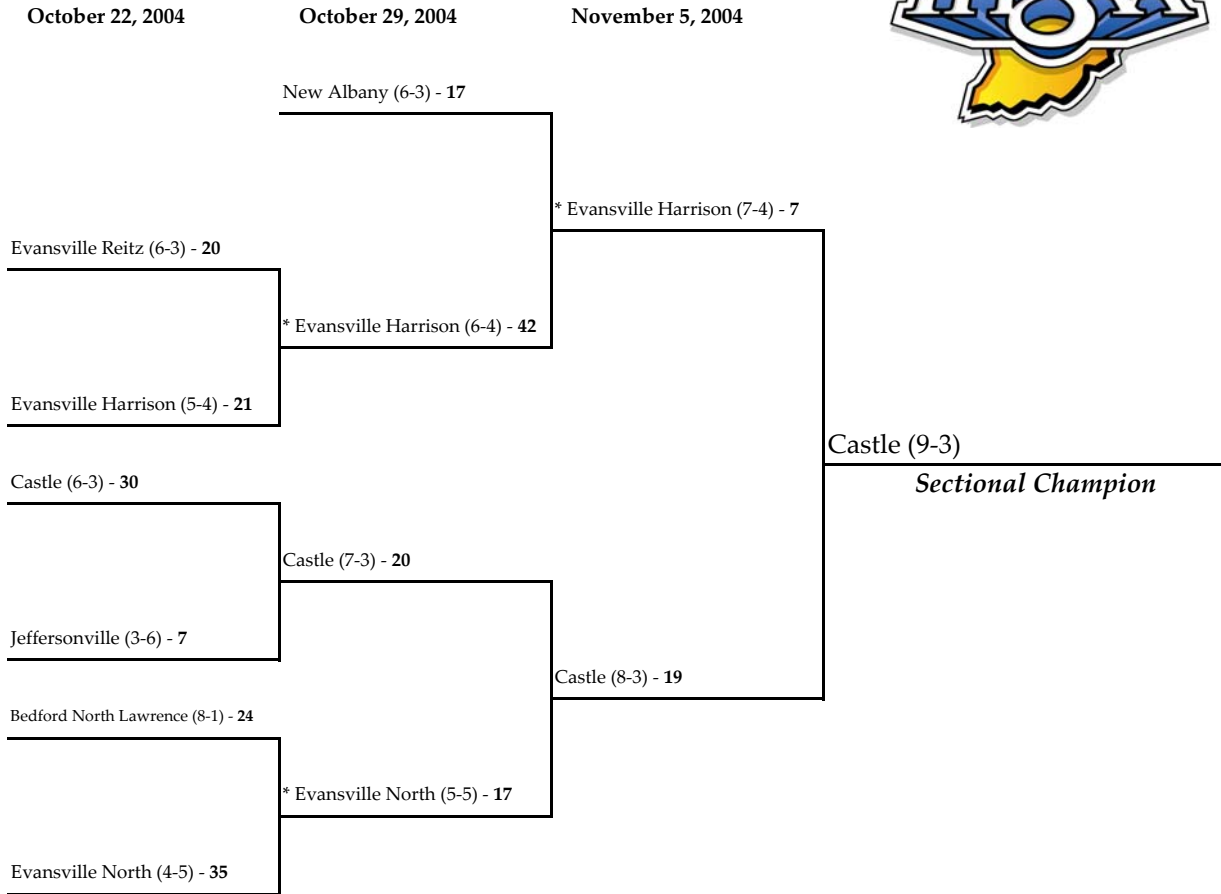 October 22, 2004 October 29, 2004 November 5, 2004
New Albany (6-3) - 17
* Evansville Harrison (7-4) - 7
Evansville Reitz (6-3) - 20
* Evansville Harrison (6-4) - 42
Evansville Harrison (5-4) - 21
Castle (9-3)
Sectional Champion
Castle (6-3) - 30
Castle (7-3) - 20
Jeffersonville (3-6) - 7
Castle (8-3) - 19
Bedford North Lawrence (8-1) - 24
* Evansville North (5-5) - 17
Evansville North (4-5) - 35